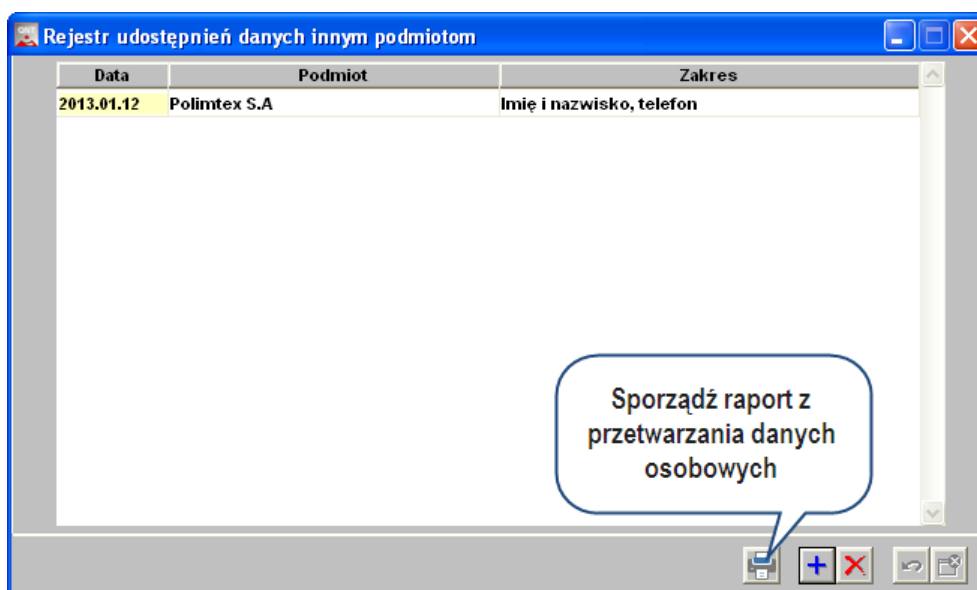 Rejestr udostępnień danych innym podmiotom
Data Podmiot Zakres
2013.01.12 Polimtex S.A Imię i nazwisko, telefon
Sporządź raport z
przetwarzania danych
osobowych